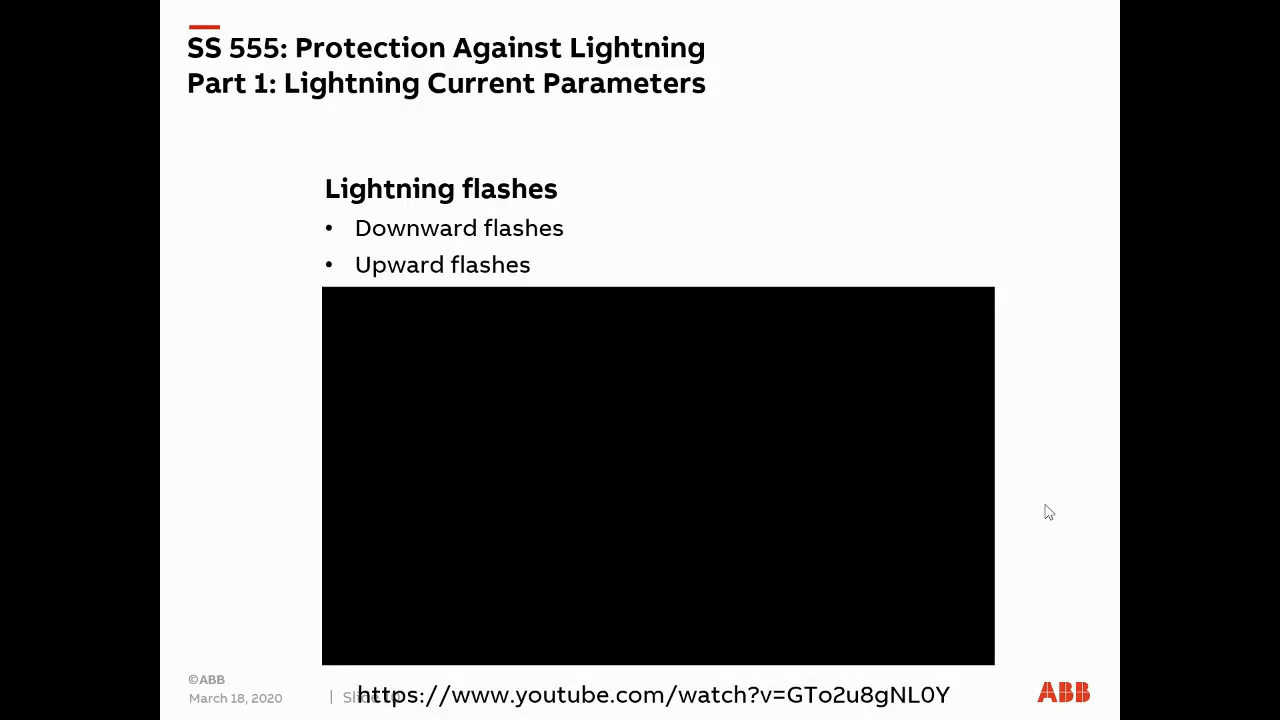 SS 555: Protection Against Lightning
Part 1: Lightning Current Parameters
Lightning flashes
• Downward flashes
• Upward flashes
©ABB
March 18, 2020 |
https://www.youtube.com/watch?v=GTo2u8gNL0Y
ABB